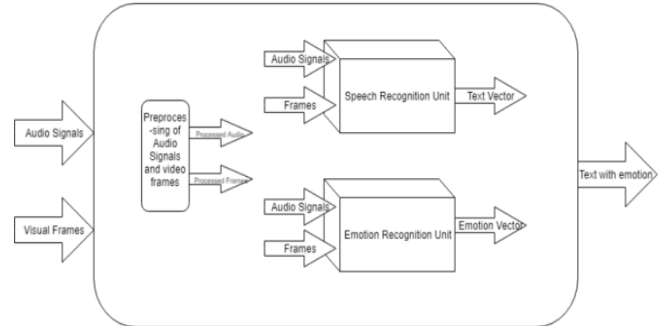 Audio Signals
Visual Frames
Preproces
-sing of
Audio
Signals
and video
frames
Processed Audio
Processed Frames
Audio Signals
Frames
Speech Recognition Unit
Text Vector
Audio Signals
Frames
Emotion Recognition Unit
Emotion Vector
Text with emotion